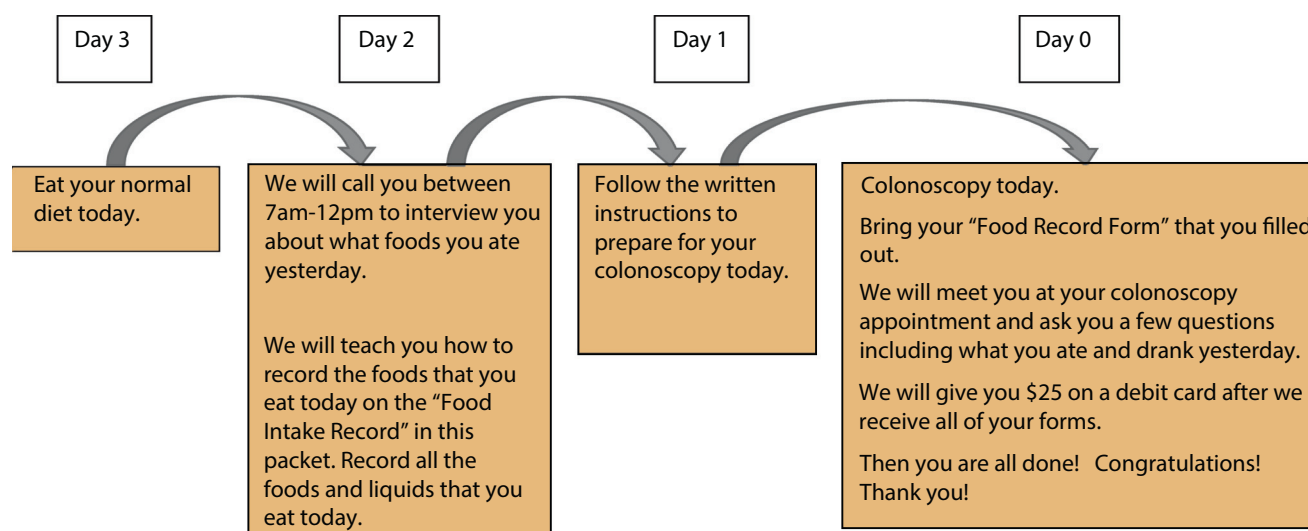 Day 3
Day 2
Day 1
Day 0
Eat your normal
diet today.
We will call you between
7am-12pm to interview you
about what foods you ate
yesterday.
We will teach you how to
record the foods that you
eat today on the “Food
Intake Record” in this
packet. Record all the
foods and liquids that you
eat today.
Follow the written
instructions to
prepare for your
colonoscopy today.
Colonoscopy today.
Bring your “Food Record Form” that you filled
out.
We will meet you at your colonoscopy
appointment and ask you a few questions
including what you ate and drank yesterday.
We will give you $25 on a debit card after we
receive all of your forms.
Then you are all done! Congratulations!
Thank you!